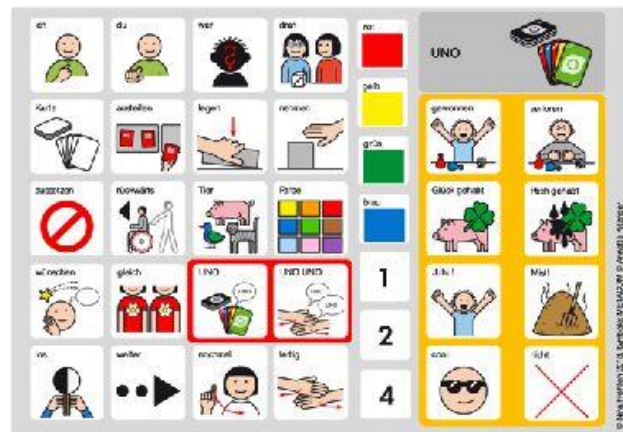 ich
du
wer
dran
rot
UNO
gelb
Karte
austeilen
legen
nehmen
gewonnen
verloren
grün
aussetzen
rückwärts
Tier
Farbe
blau
Glück gehabt
Pech gehabt
wünschen
gleich
UNO
UNO UNO
1
Juhu!
Mist!
2
los
weiter
nochmal
fertig
4
cool
nicht